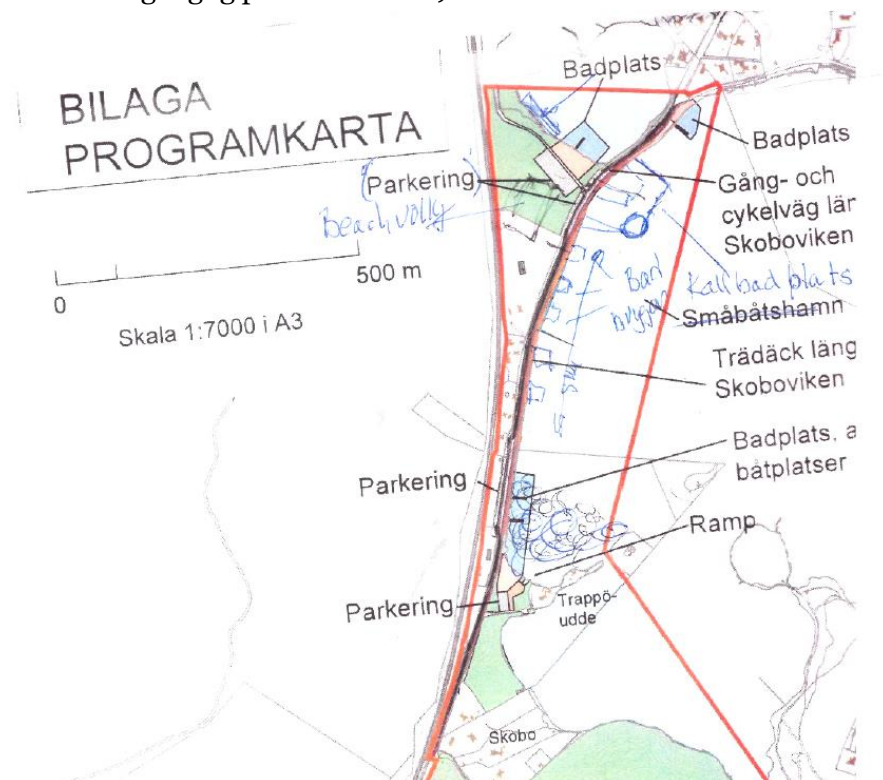 BILAGA
PROGRAMKARTA
0
500 m
Skala 1:7000 i A3
Badplats
Badplats
Parkering
Beach volly
Gång- och
cykelväg län
Skoboviken
Kallbad plats
Bad
bryggor
Småbåtshamn
Trädäck läng
Skoboviken
Parkering
Badplats, a
båtplatser
Ramp
Parkering
Trappö-
udde
Skobo